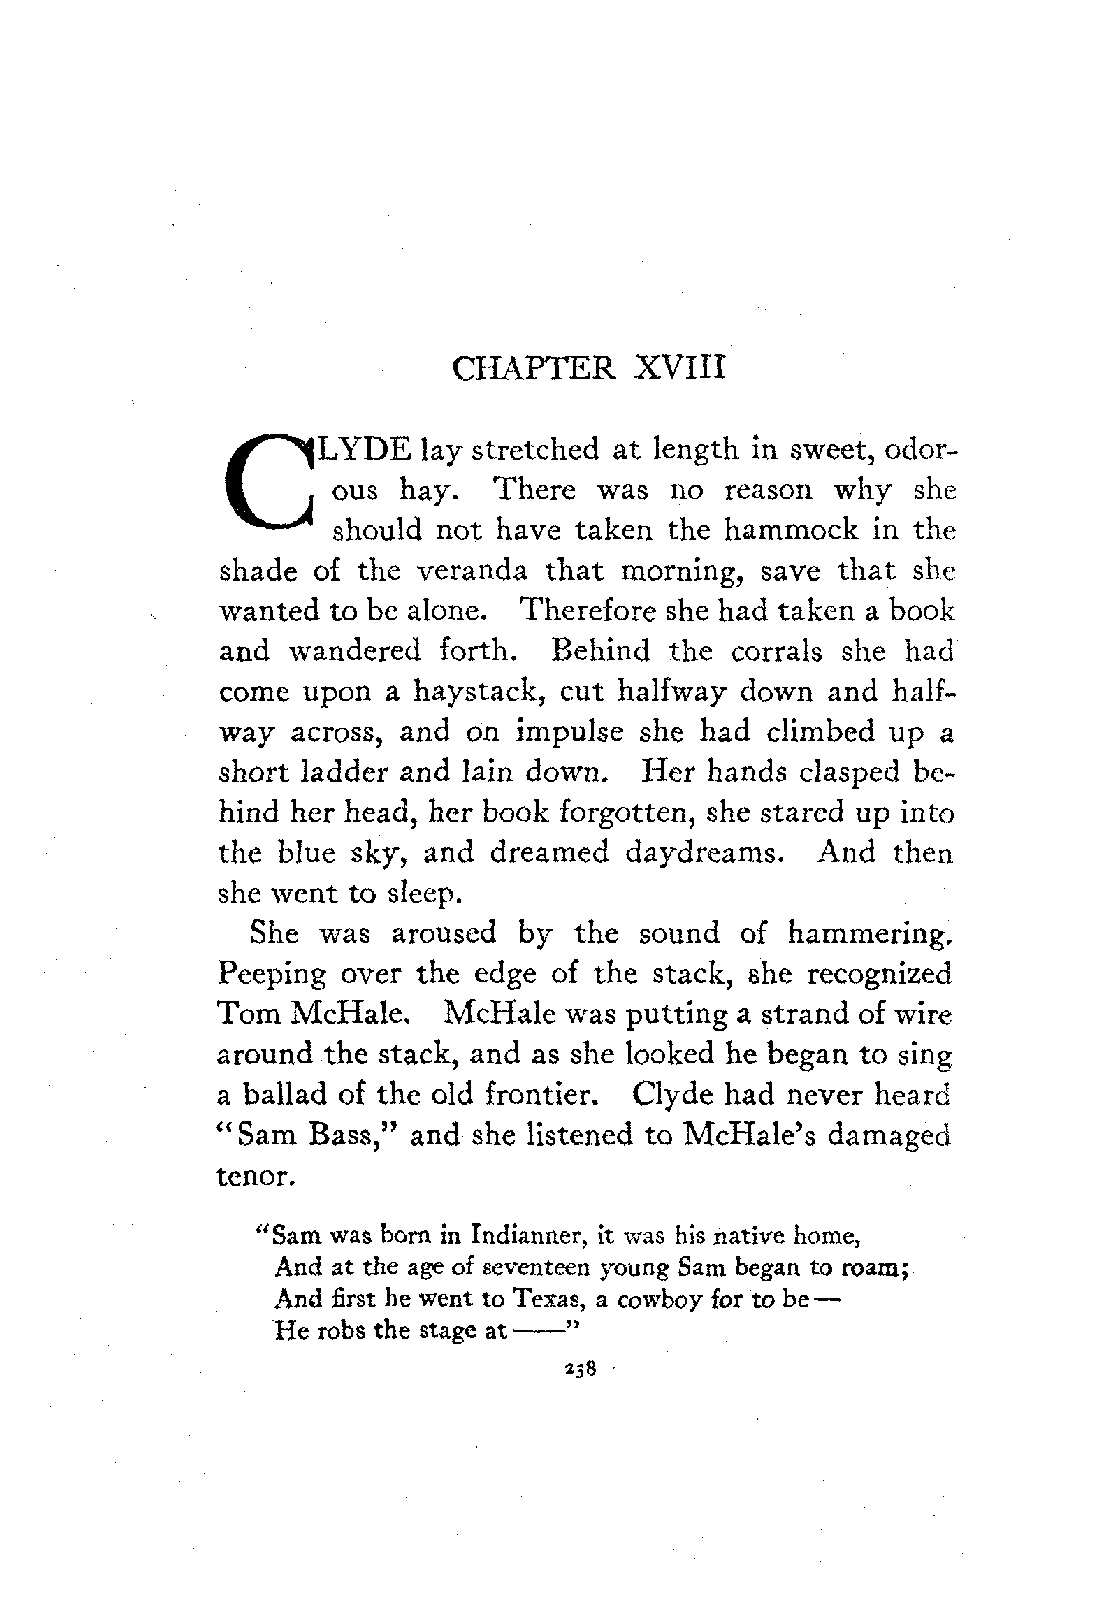 CHAPTER XVIII
CLYDE lay stretched at length in sweet, odor-
ous hay. There was no reason why she
should not have taken the hammock in the
shade of the veranda that morning, save that she
wanted to be alone. Therefore she had taken a book
and wandered forth. Behind the corrals she had
come upon a haystack, cut halfway down and half-
way across, and on impulse she had climbed up a
short ladder and lain down. Her hands clasped be-
hind her head, her book forgotten, she stared up into
the blue sky, and dreamed daydreams. And then
she went to sleep.
She was aroused by the sound of hammering.
Peeping over the edge of the stack, she recognized
Tom McHale. McHale was putting a strand of wire
around the stack, and as she looked he began to sing
a ballad of the old frontier. Clyde had never heard
“Sam Bass,” and she listened to McHale’s damaged
tenor.
“Sam was born in Indianner, it was his native home,
And at the age of seventeen young Sam began to roam;
And first he went to Texas, a cowboy for to be—
He robs the stage at ——”
238